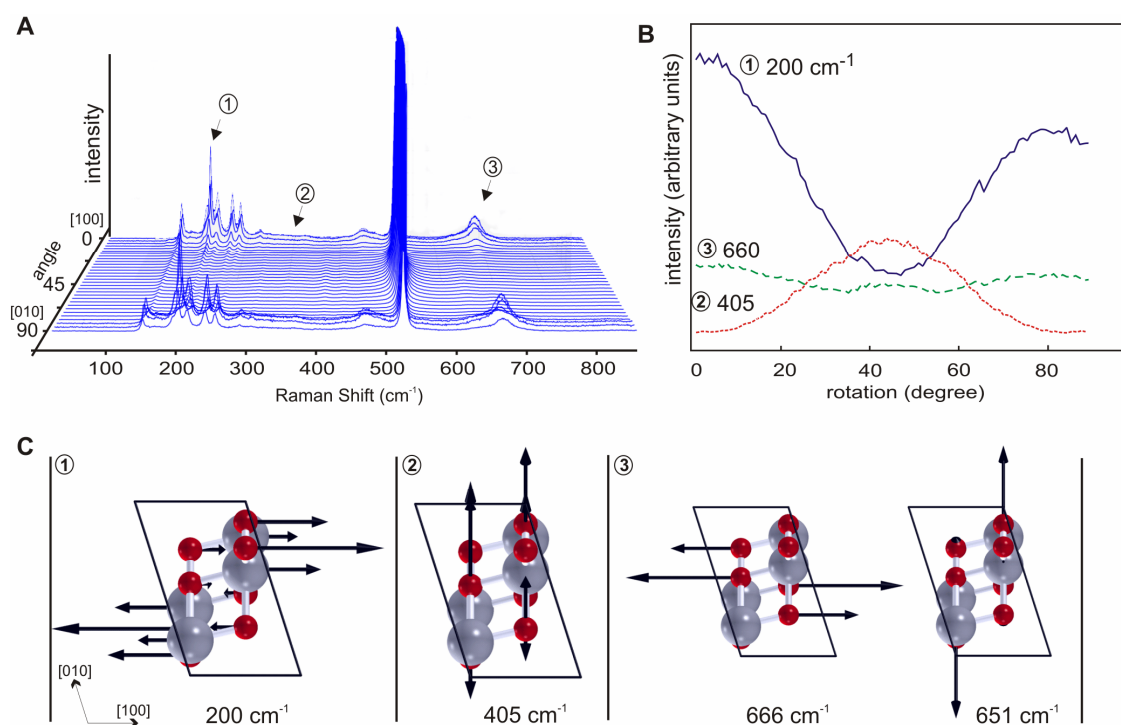 A
intensity
①
②
③
[100]
0
angle
45
[010]
90
100 200 300 400 500 600 700 800
Raman Shift (cm-1)
B
① 200 cm-1
③ 660
② 405
intensity (arbitrary units)
0 20 40 60 80
rotation (degree)
C
①
②
③
[010]
[100]
200 cm-1
405 cm-1
666 cm-1
651 cm-1